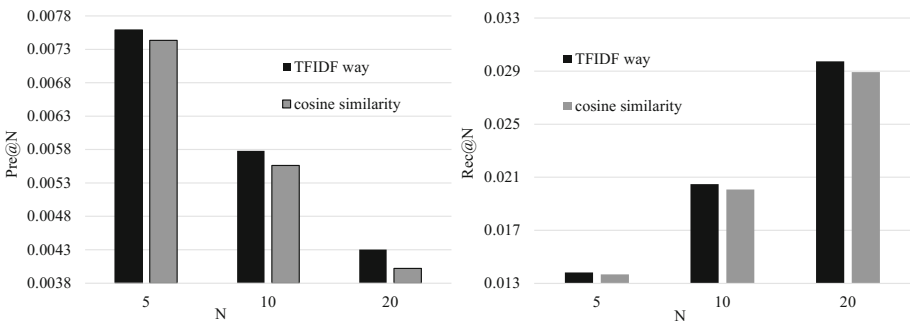 0.0078
0.0073
0.0068
0.0063
0.0058
0.0053
0.0048
0.0043
0.0038
Pre@N
TFIDF way
cosine similarity
5 10 20
N
0.033
0.029
0.025
0.021
0.017
0.013
Rec@N
TFIDF way
cosine similarity
5 10 20
N